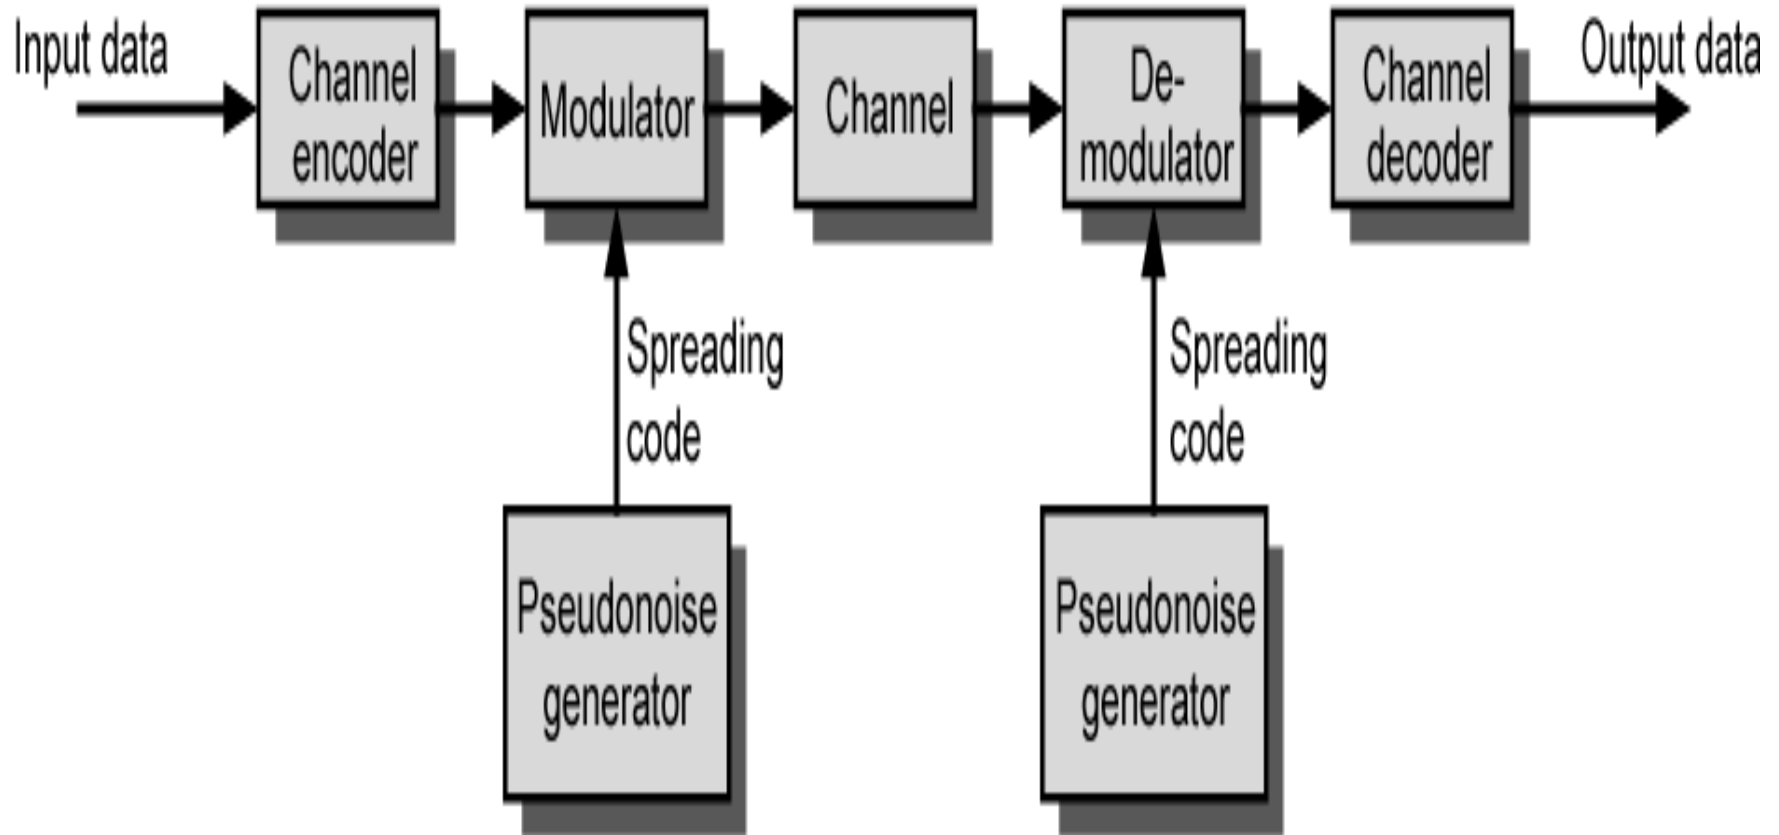 Input data
Channel
encoder
Modulator
Channel
De-
modulator
Channel
decoder
Output data
Spreading
code
Spreading
code
Pseudonoise
generator
Pseudonoise
generator